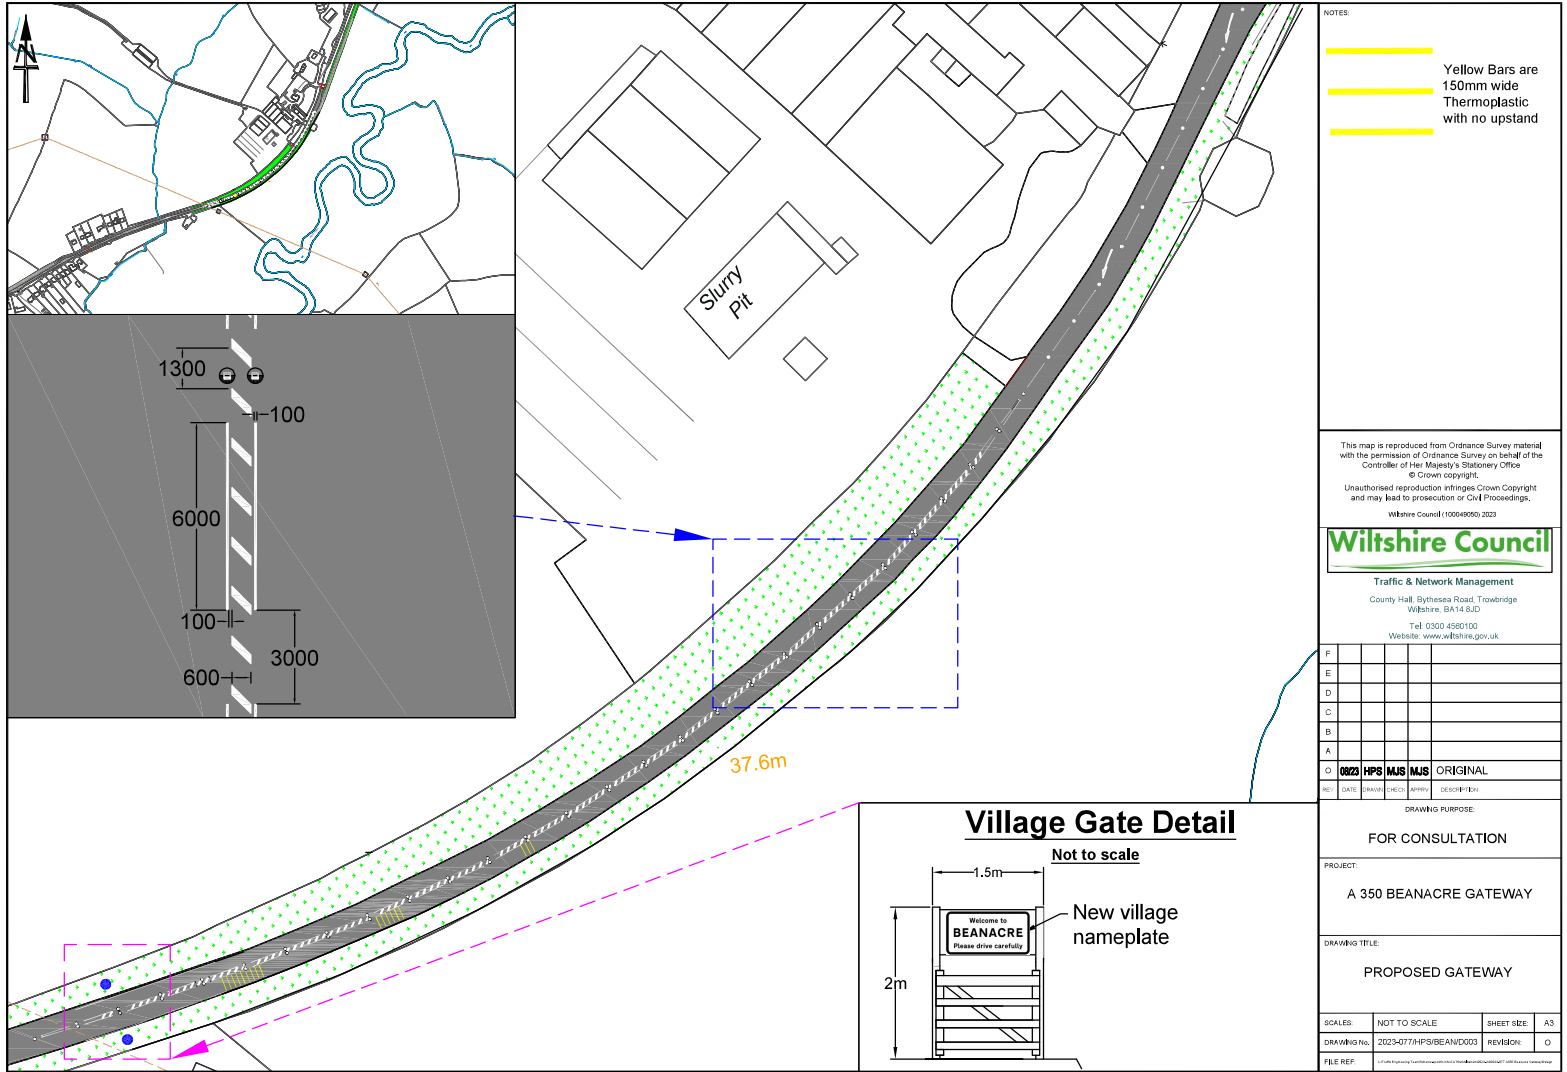 N
1300
100
6000
100
3000
600
Slurry
Pit
37.6m
Village Gate Detail
Not to scale
1.5m
Welcome to
BEANACRE
Please drive carefully
New village
nameplate
2m
NOTES:
Yellow Bars are
150mm wide
Thermoplastic
with no upstand
This map is reproduced from Ordnance Survey material
with the permission of Ordnance Survey on behalf of the
Controller of Her Majesty's Stationery Office
© Crown copyright.
Unauthorised reproduction infringes Crown Copyright
and may lead to prosecution or Civil Proceedings.
Wiltshire Council (100049050) 2023
Wiltshire Council
Traffic & Network Management
County Hall, Bythesea Road, Trowbridge
Wiltshire, BA14 8JD
Tel: 0300 4560100
Website: www.wiltshire.gov.uk
F
E
D
C
B
A
O 08/23 HPS MJS MJS ORIGINAL
REV DATE DRAWN CHECK APPRV DESCRIPTION
DRAWING PURPOSE:
FOR CONSULTATION
PROJECT:
A 350 BEANACRE GATEWAY
DRAWING TITLE:
PROPOSED GATEWAY
SCALES: NOT TO SCALE SHEET SIZE: A3
DRAWING No. 2023-077/HPS/BEAN/D003 REVISION: O
FILE REF: